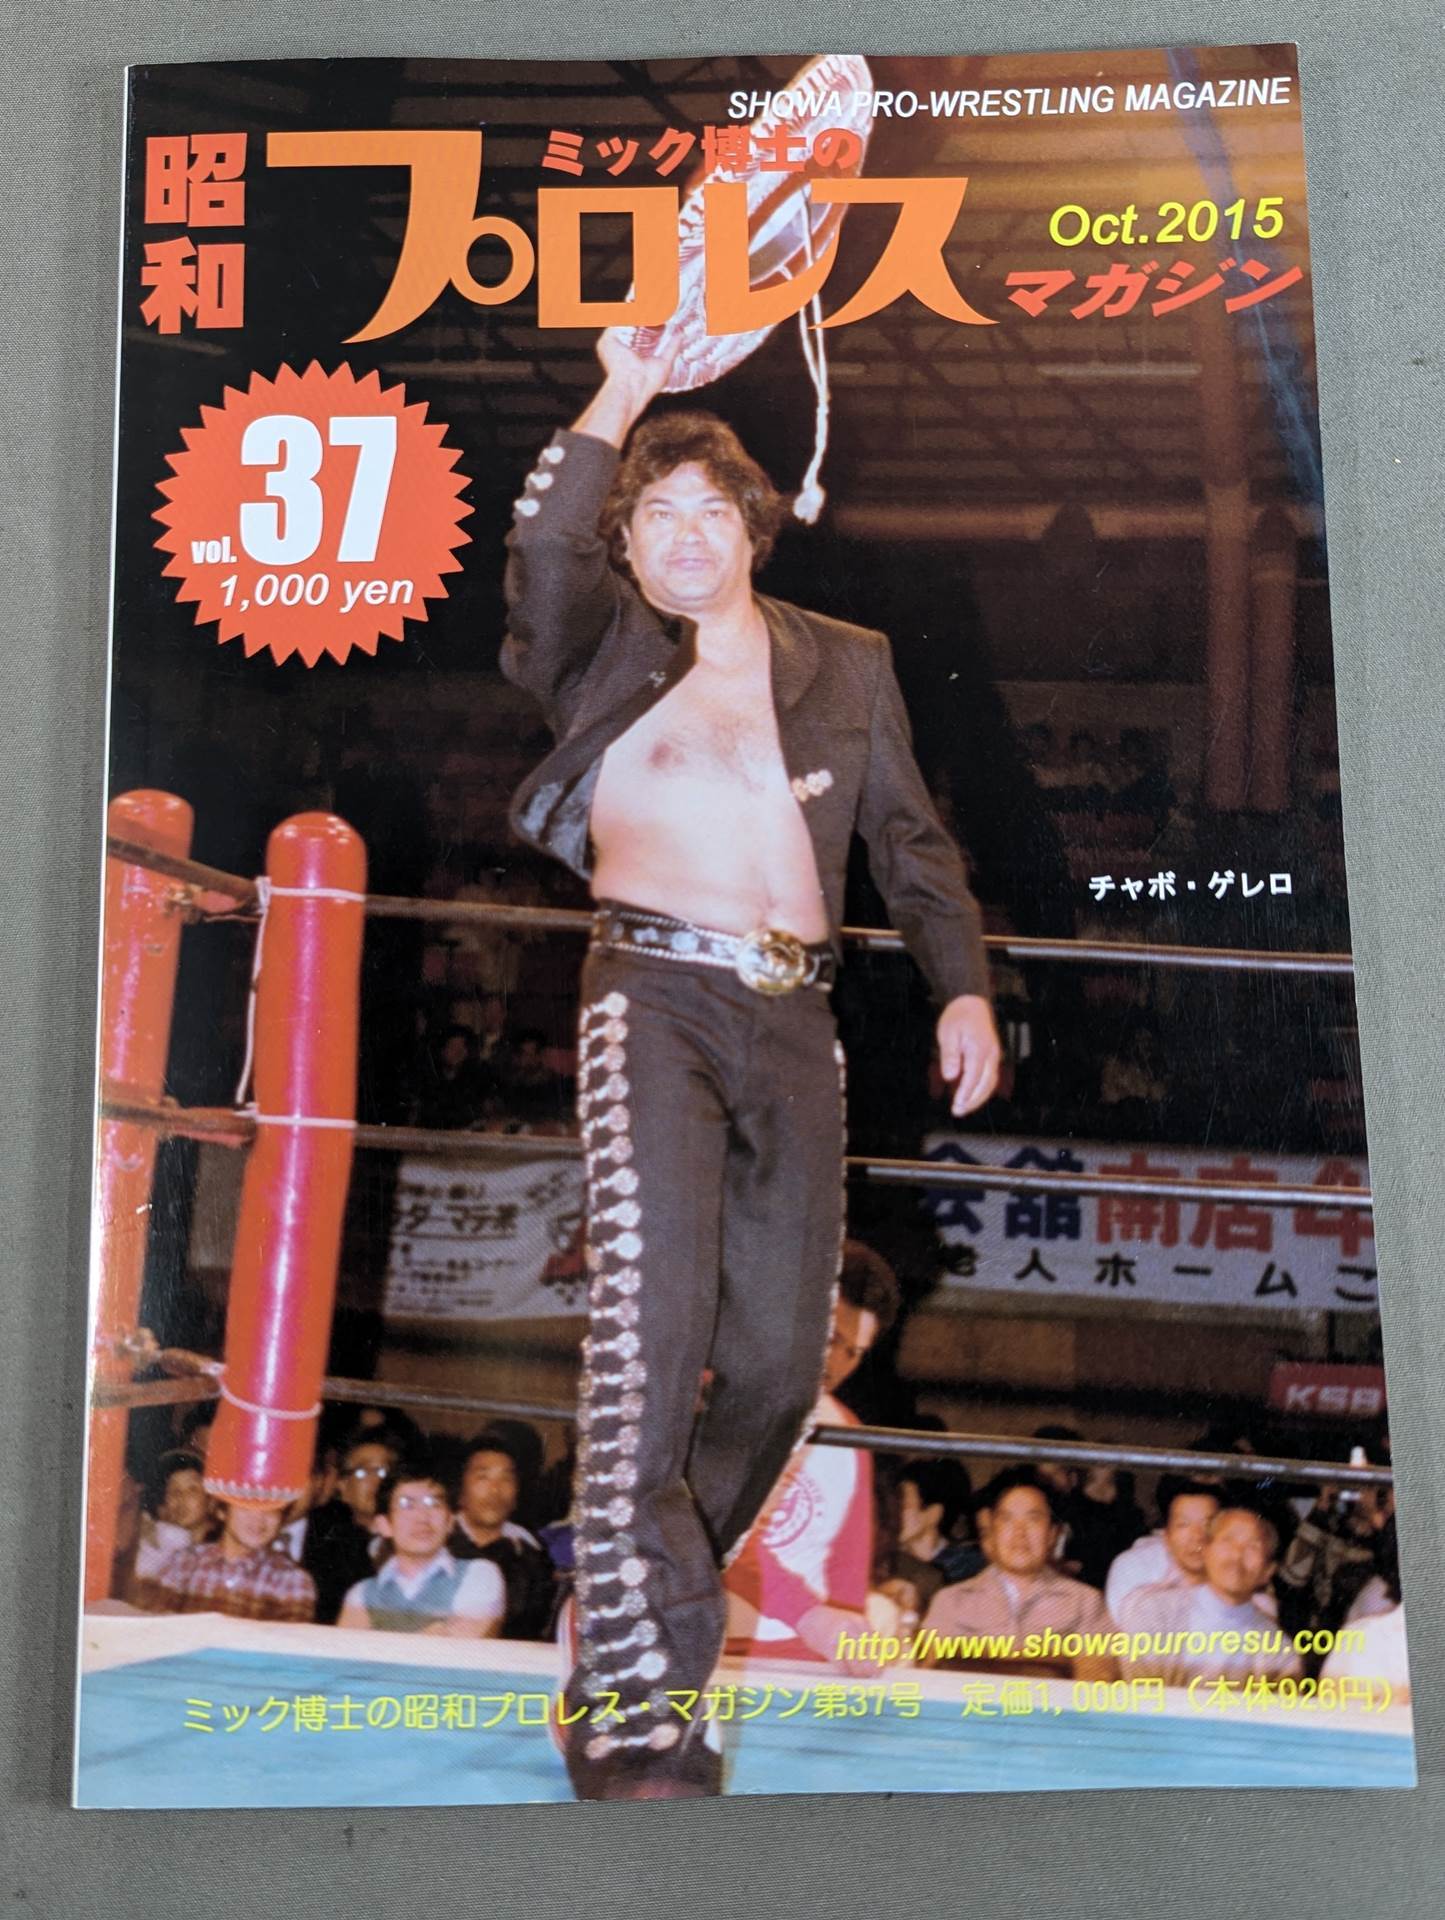 SHOWA PRO-WRESTLING MAGAZINE
ミック博士の
昭和
プロレス
Oct.2015
マガジン
vol.37
1,000 yen
チャボ・ゲレロ
会館開店4
人ホームご
http://www.showapuroresu.com
ミック博士の昭和プロレス・マガジン第37号 定価1,000円（本体926円）